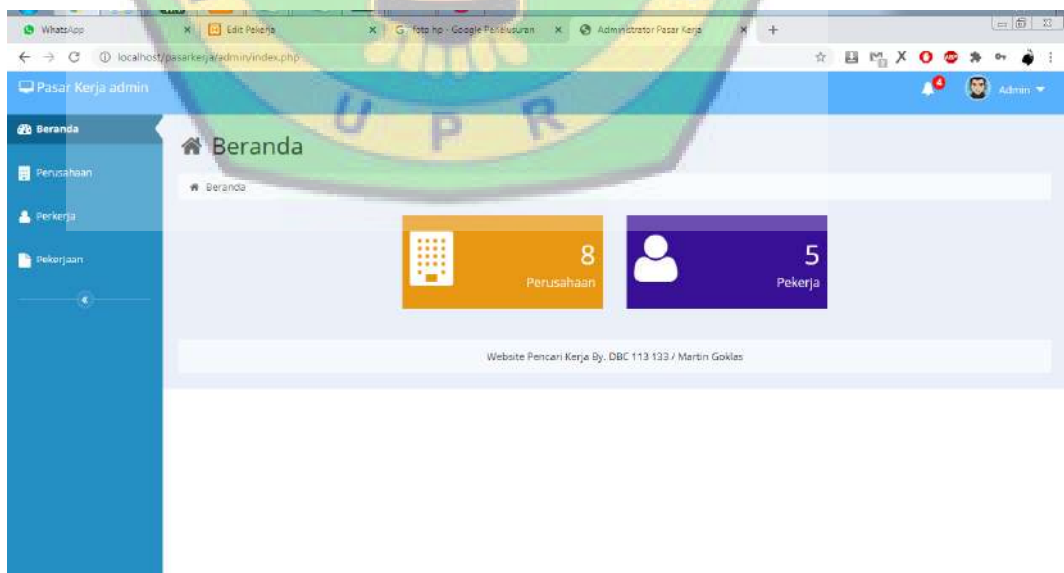 WhatsApp
Edit Pekerja
foto hp - Google Penelusuran
Administrator Pasar Kerja
localhost/pasarkerja/admin/index.php
Pasar Kerja admin
4
Admin
U P R
Beranda
Beranda
Perusahaan
Beranda
Perkerja
8
Perusahaan
5
Pekerja
Pekerjaan
Website Pencari Kerja By. DBC 113 133 / Martin Goklas